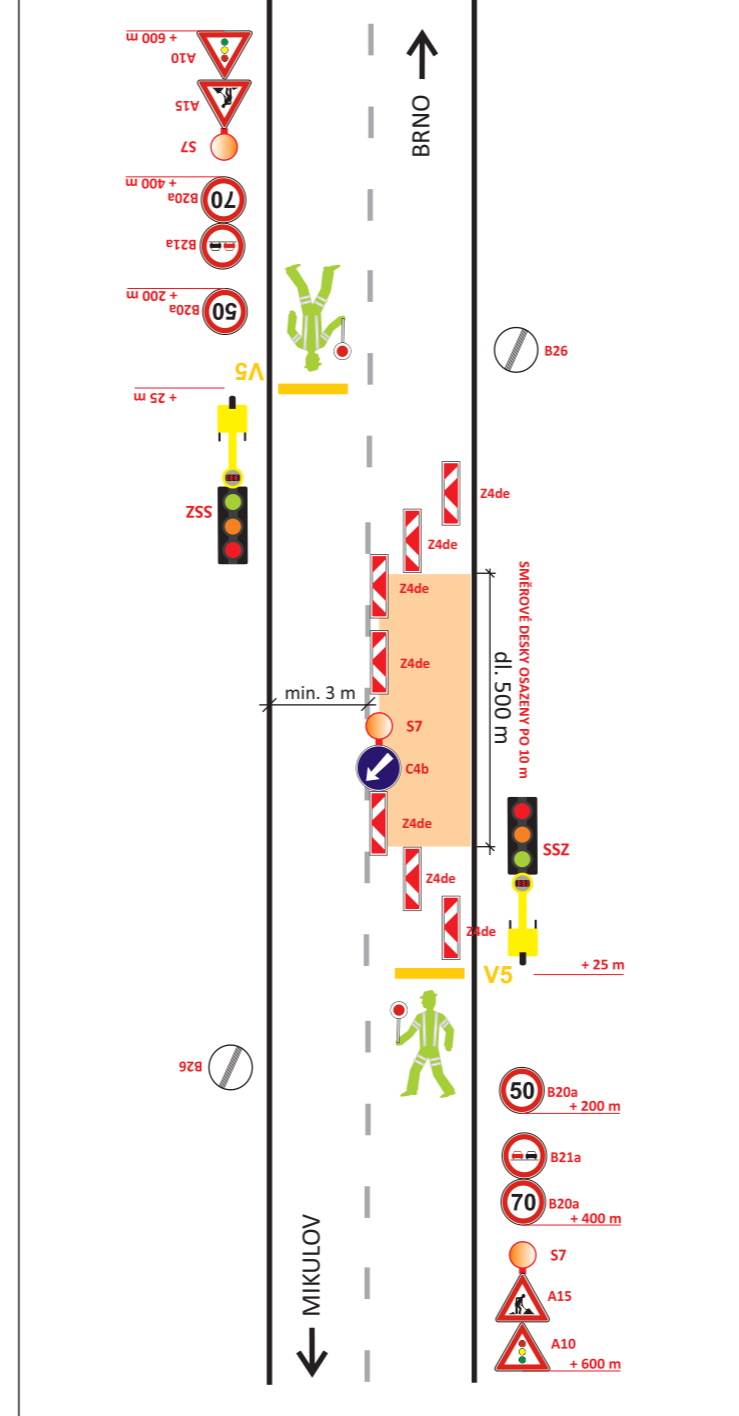 + 600 m
A10
A15
S7
+ 400 m
B20a
70
B21a
+ 200 m
B20a
50
V5
+ 25 m
SSZ
BRNO
B26
Z4de
Z4de
Z4de
Z4de
SMĚROVÉ DESKY OSAZENY PO 10 m
dl. 500 m
min. 3 m
S7
C4b
Z4de
SSZ
Z4de
Z4de
V5
+ 25 m
B26
50
B20a
+ 200 m
B21a
70
B20a
+ 400 m
S7
A15
A10
+ 600 m
MIKULOV